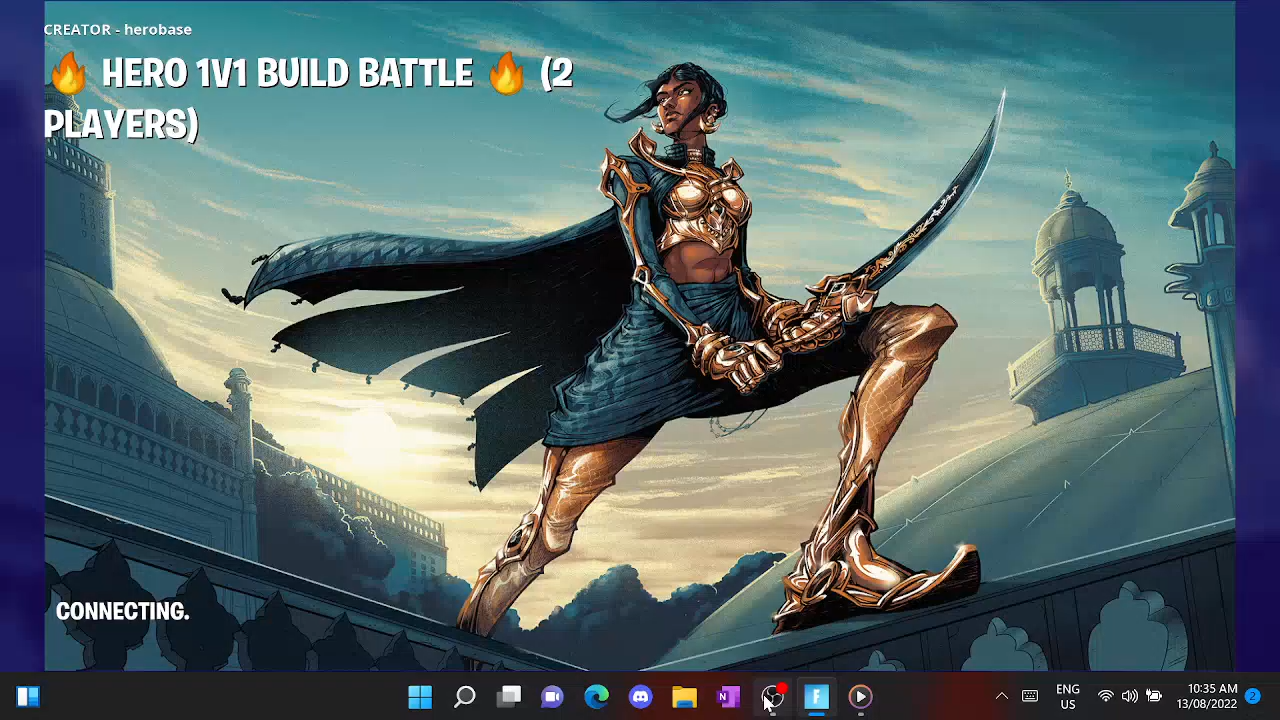 CREATOR - herobase
🔥 HERO 1V1 BUILD BATTLE 🔥 (2
PLAYERS)
CONNECTING.
N
F
ENG
US
10:35 AM
13/08/2022
2